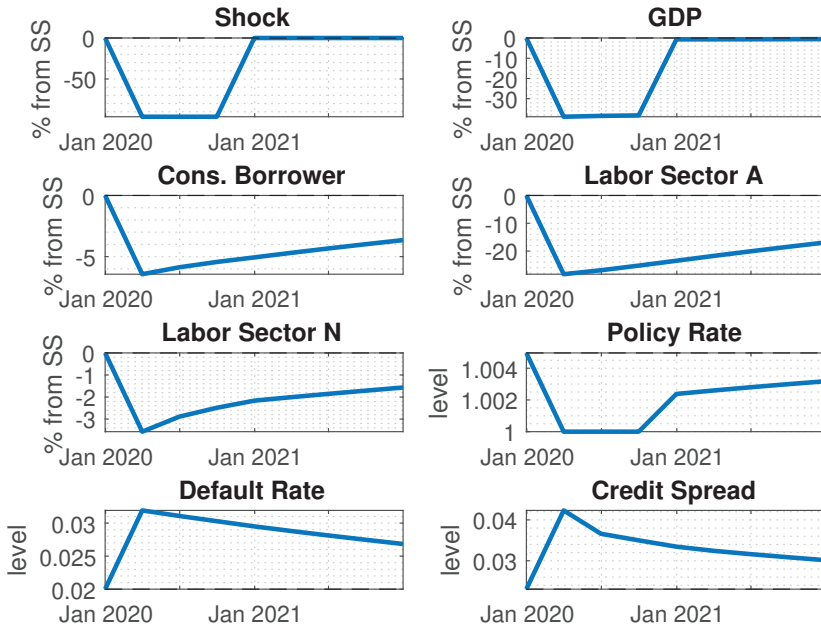 Shock
% from SS
0
-50
Jan 2020
Jan 2021
GDP
% from SS
0
-10
-20
-30
Jan 2020
Jan 2021
Cons. Borrower
% from SS
0
-5
Jan 2020
Jan 2021
Labor Sector A
% from SS
0
-10
-20
Jan 2020
Jan 2021
Labor Sector N
% from SS
0
-1
-2
-3
Jan 2020
Jan 2021
Policy Rate
level
1.004
1.002
1
Jan 2020
Jan 2021
Default Rate
level
0.03
0.025
0.02
Jan 2020
Jan 2021
Credit Spread
level
0.04
0.03
Jan 2020
Jan 2021